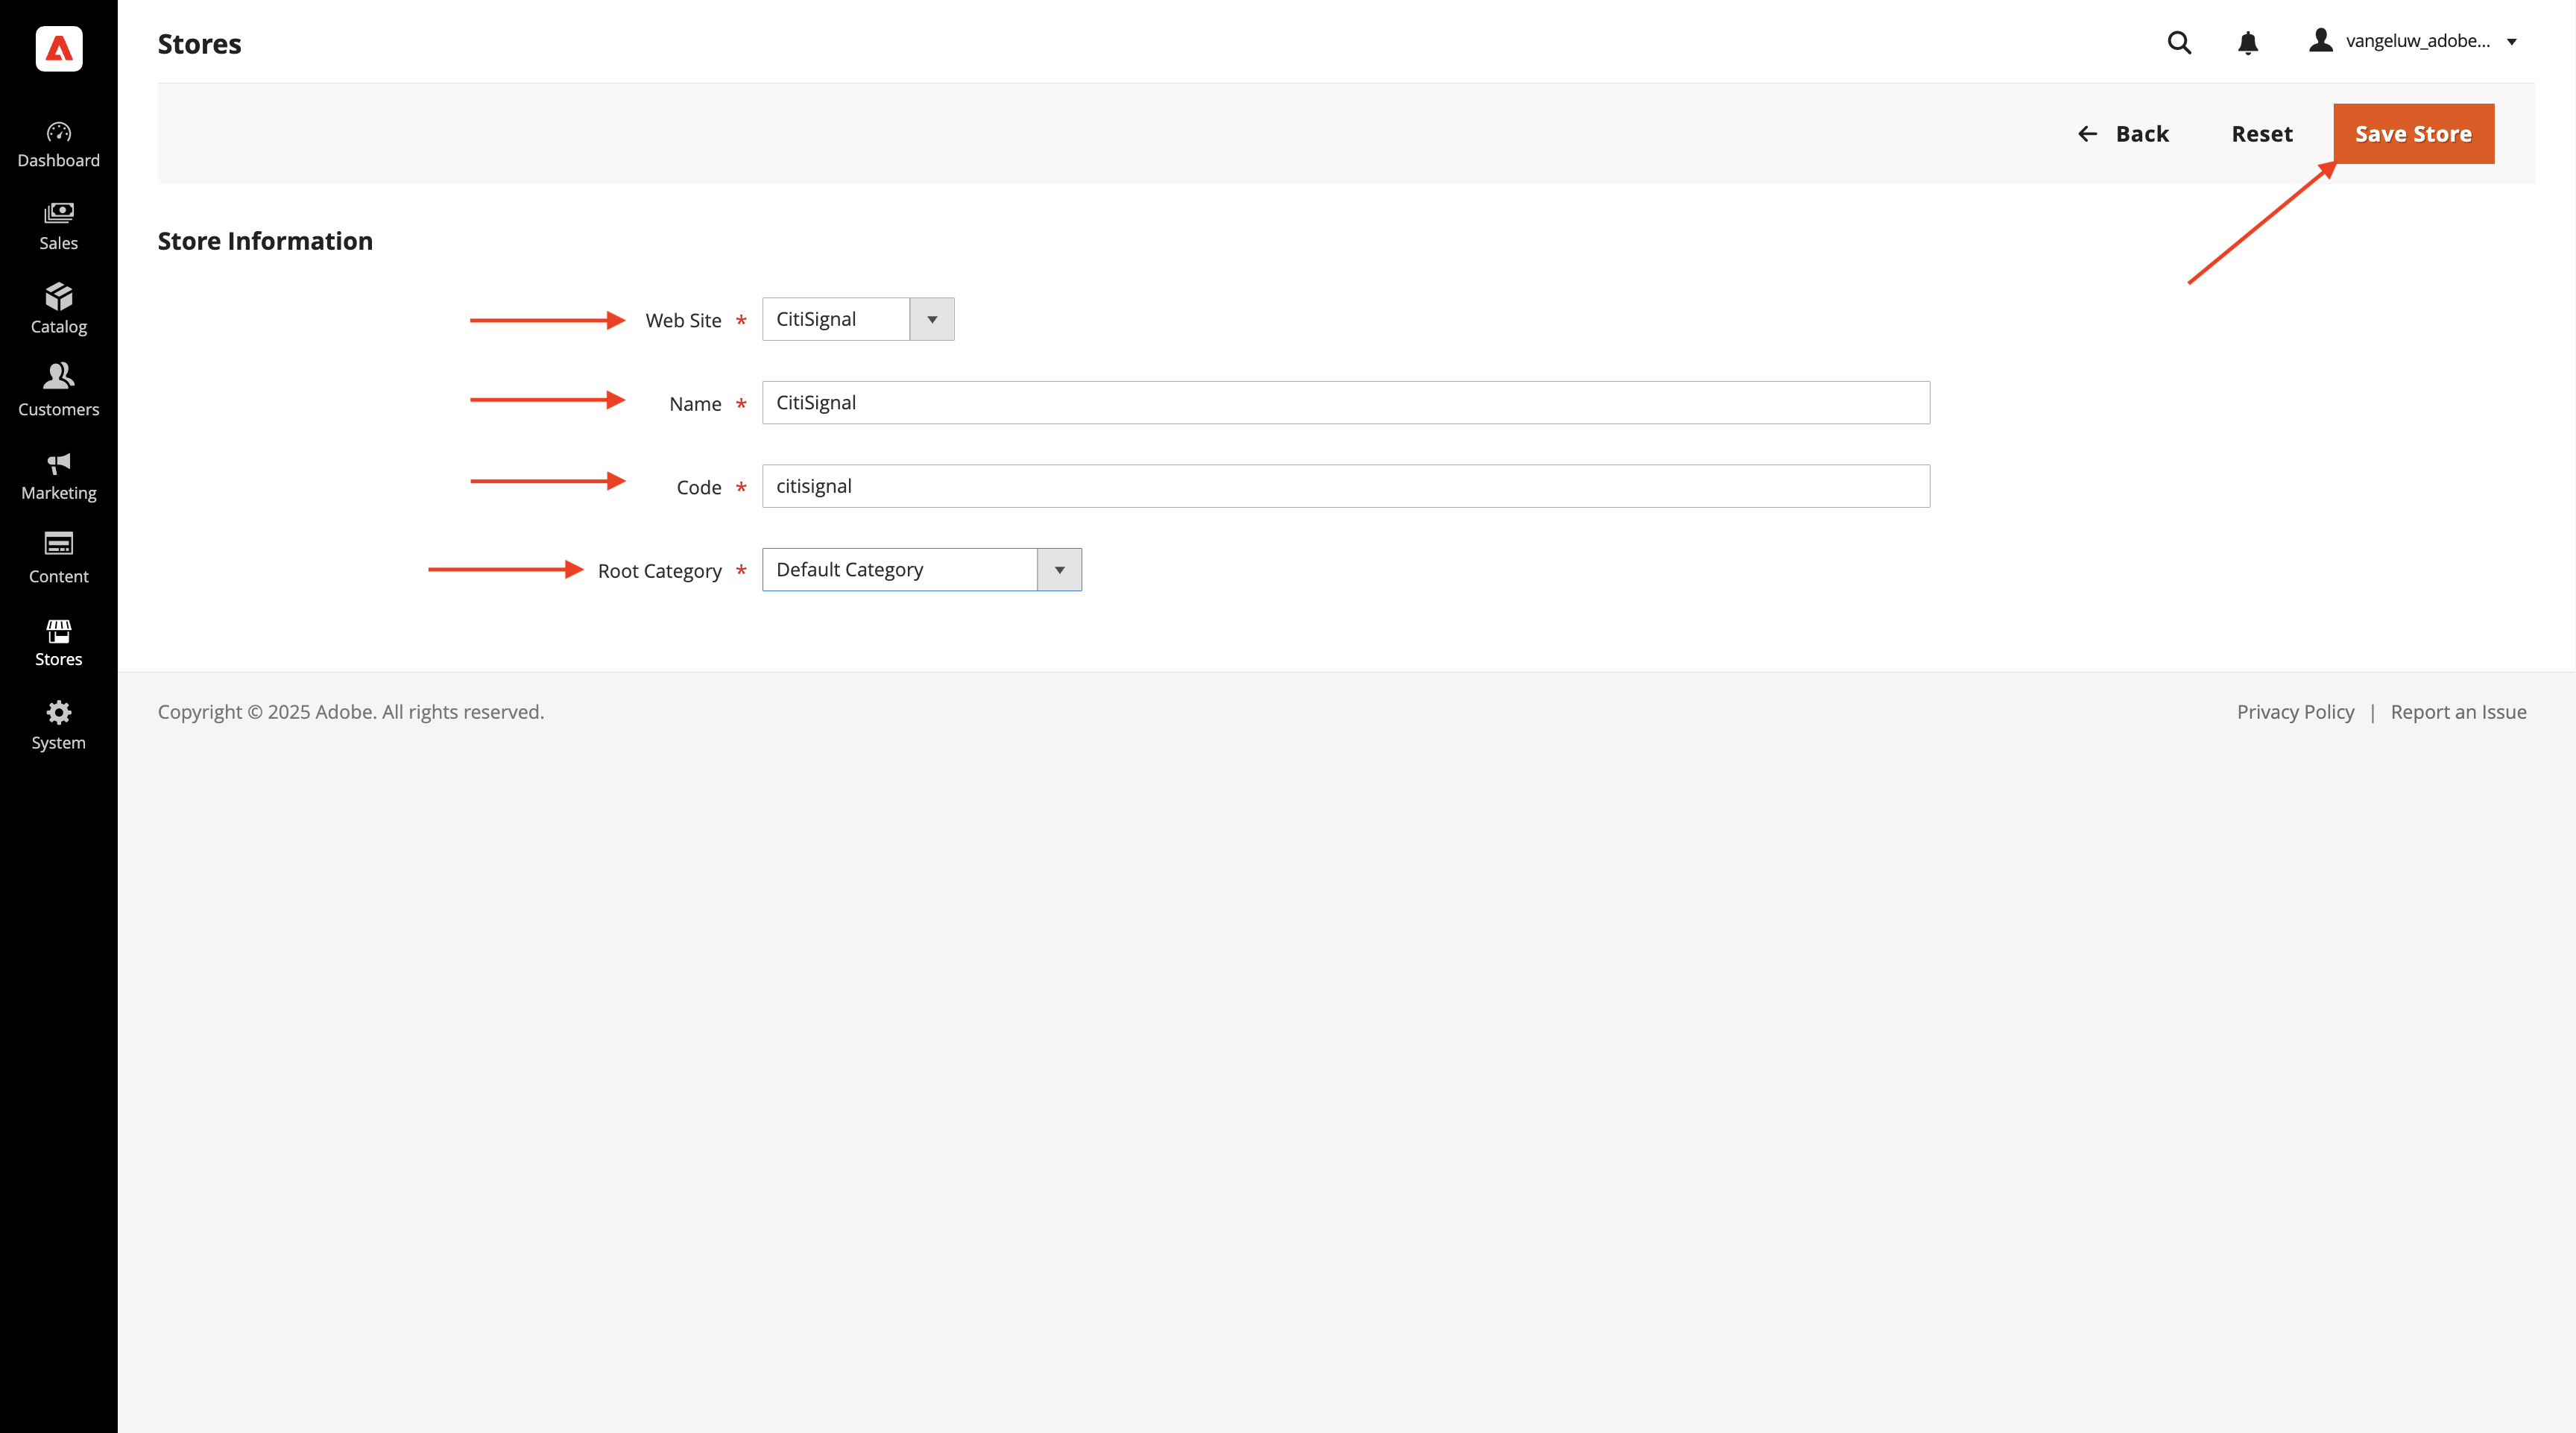 Stores
vangeluw_adobe...
Back
Reset
Save Store
Dashboard
Sales
Catalog
Customers
Marketing
Content
Stores
System
Store Information
Web Site *
CitiSignal
Name *
CitiSignal
Code *
citisignal
Root Category *
Default Category
Copyright © 2025 Adobe. All rights reserved.
Privacy Policy | Report an Issue